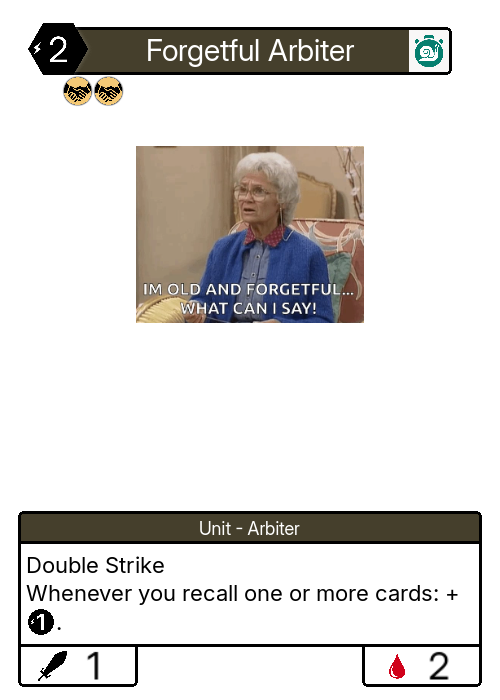 2
Forgetful Arbiter
IM OLD AND FORGETFUL...
WHAT CAN I SAY!
Unit - Arbiter
Double Strike
Whenever you recall one or more cards: +
1.
1
2